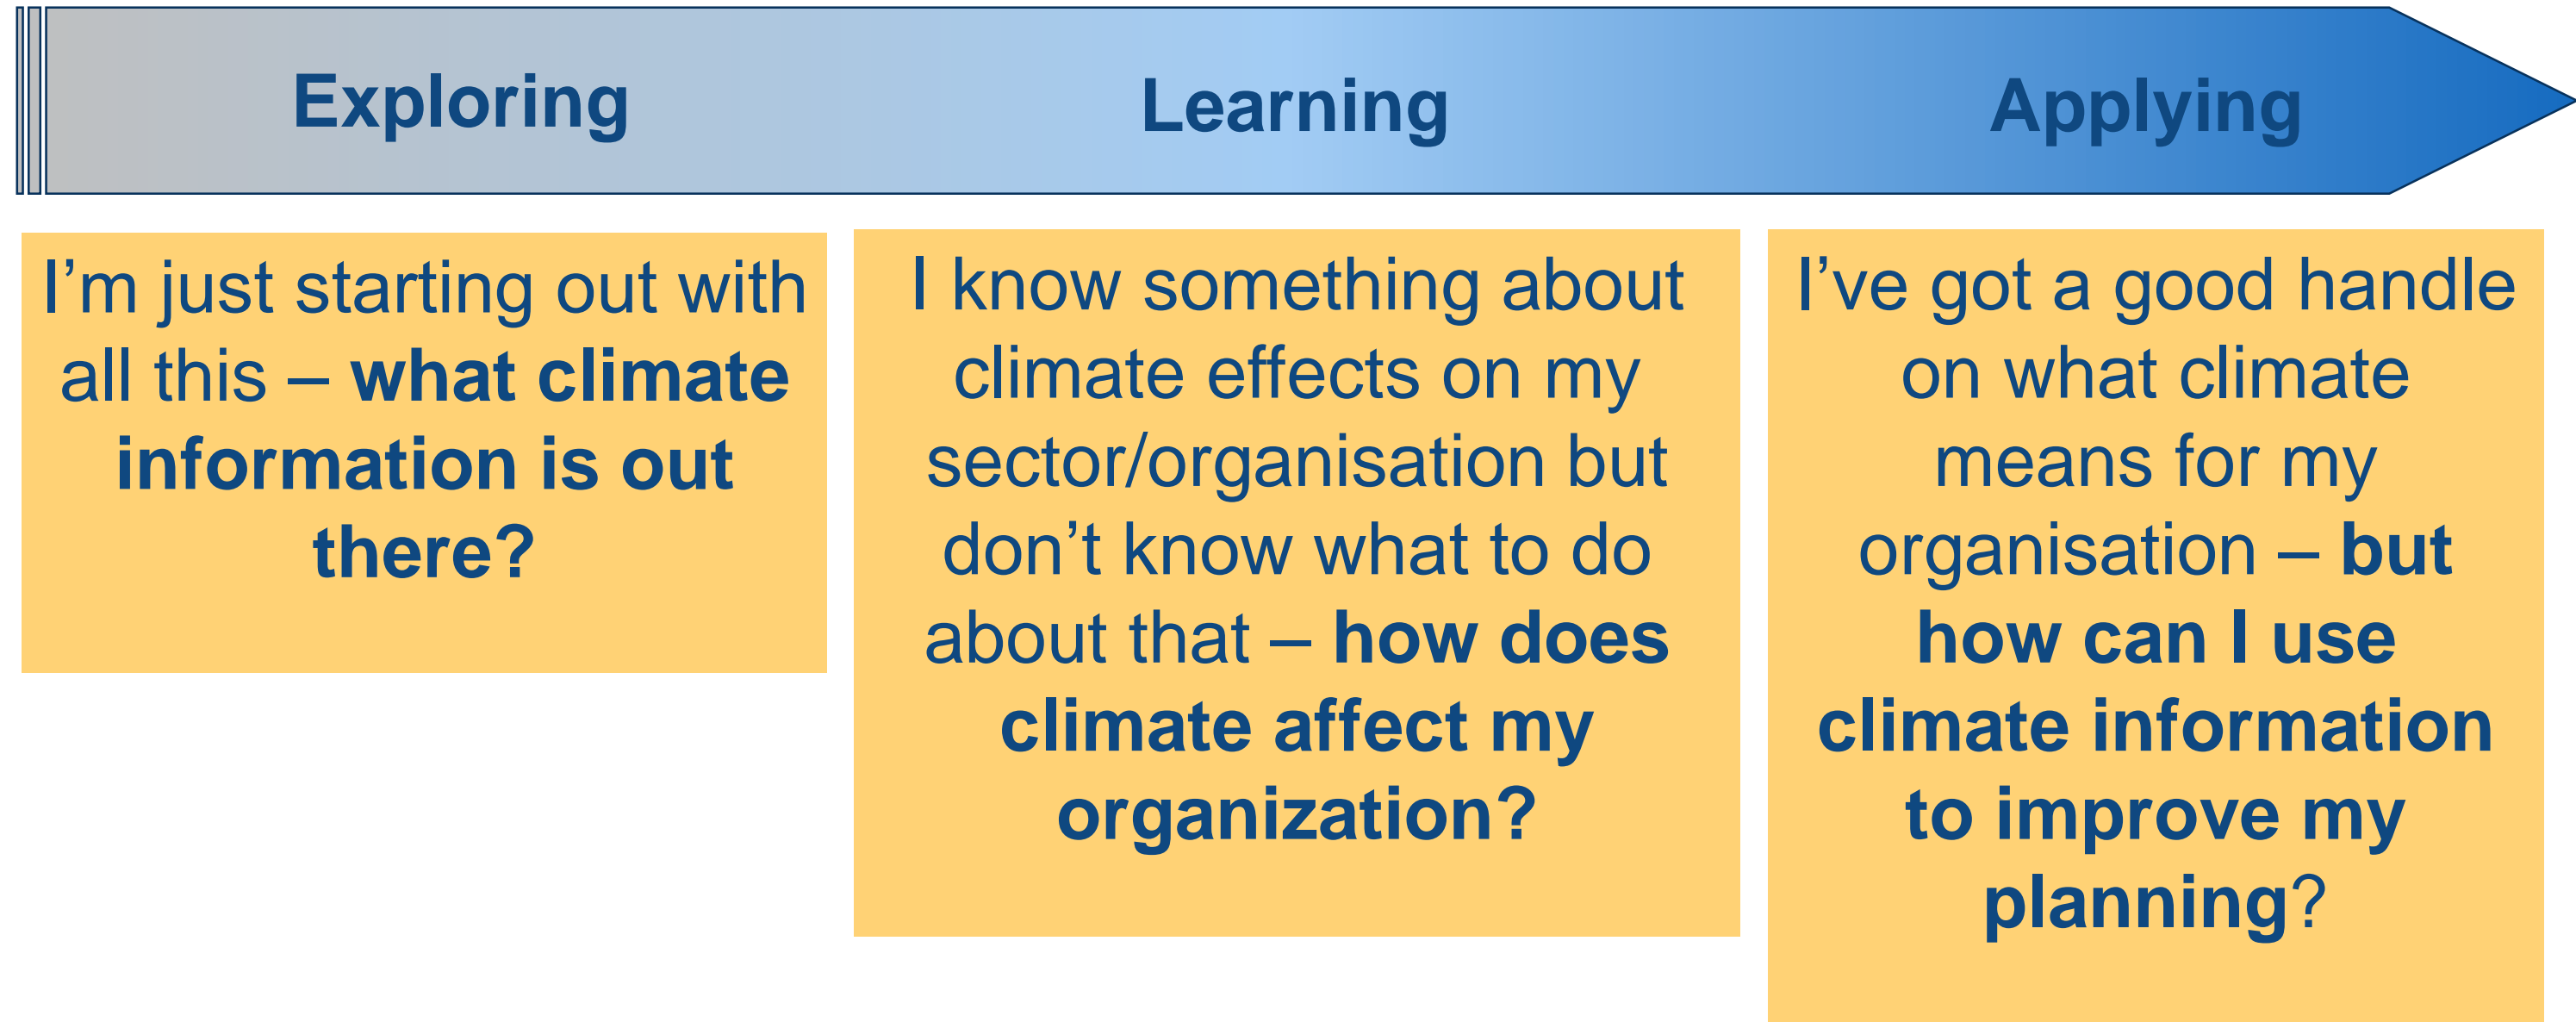 Exploring
Learning
Applying
I’m just starting out with
all this – what climate
information is out
there?
I know something about
climate effects on my
sector/organisation but
don’t know what to do
about that – how does
climate affect my
organization?
I’ve got a good handle
on what climate
means for my
organisation – but
how can I use
climate information
to improve my
planning?